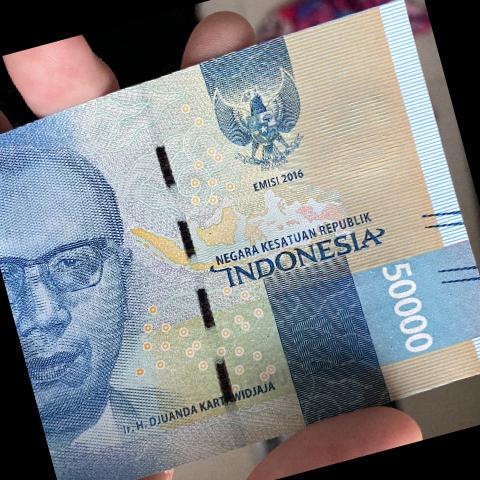 EMISI 2016
NEGARA KESATUAN REPUBLIK
INDONESIA
50000
Ir. H. DJUANDA KARTAWIDJAJA